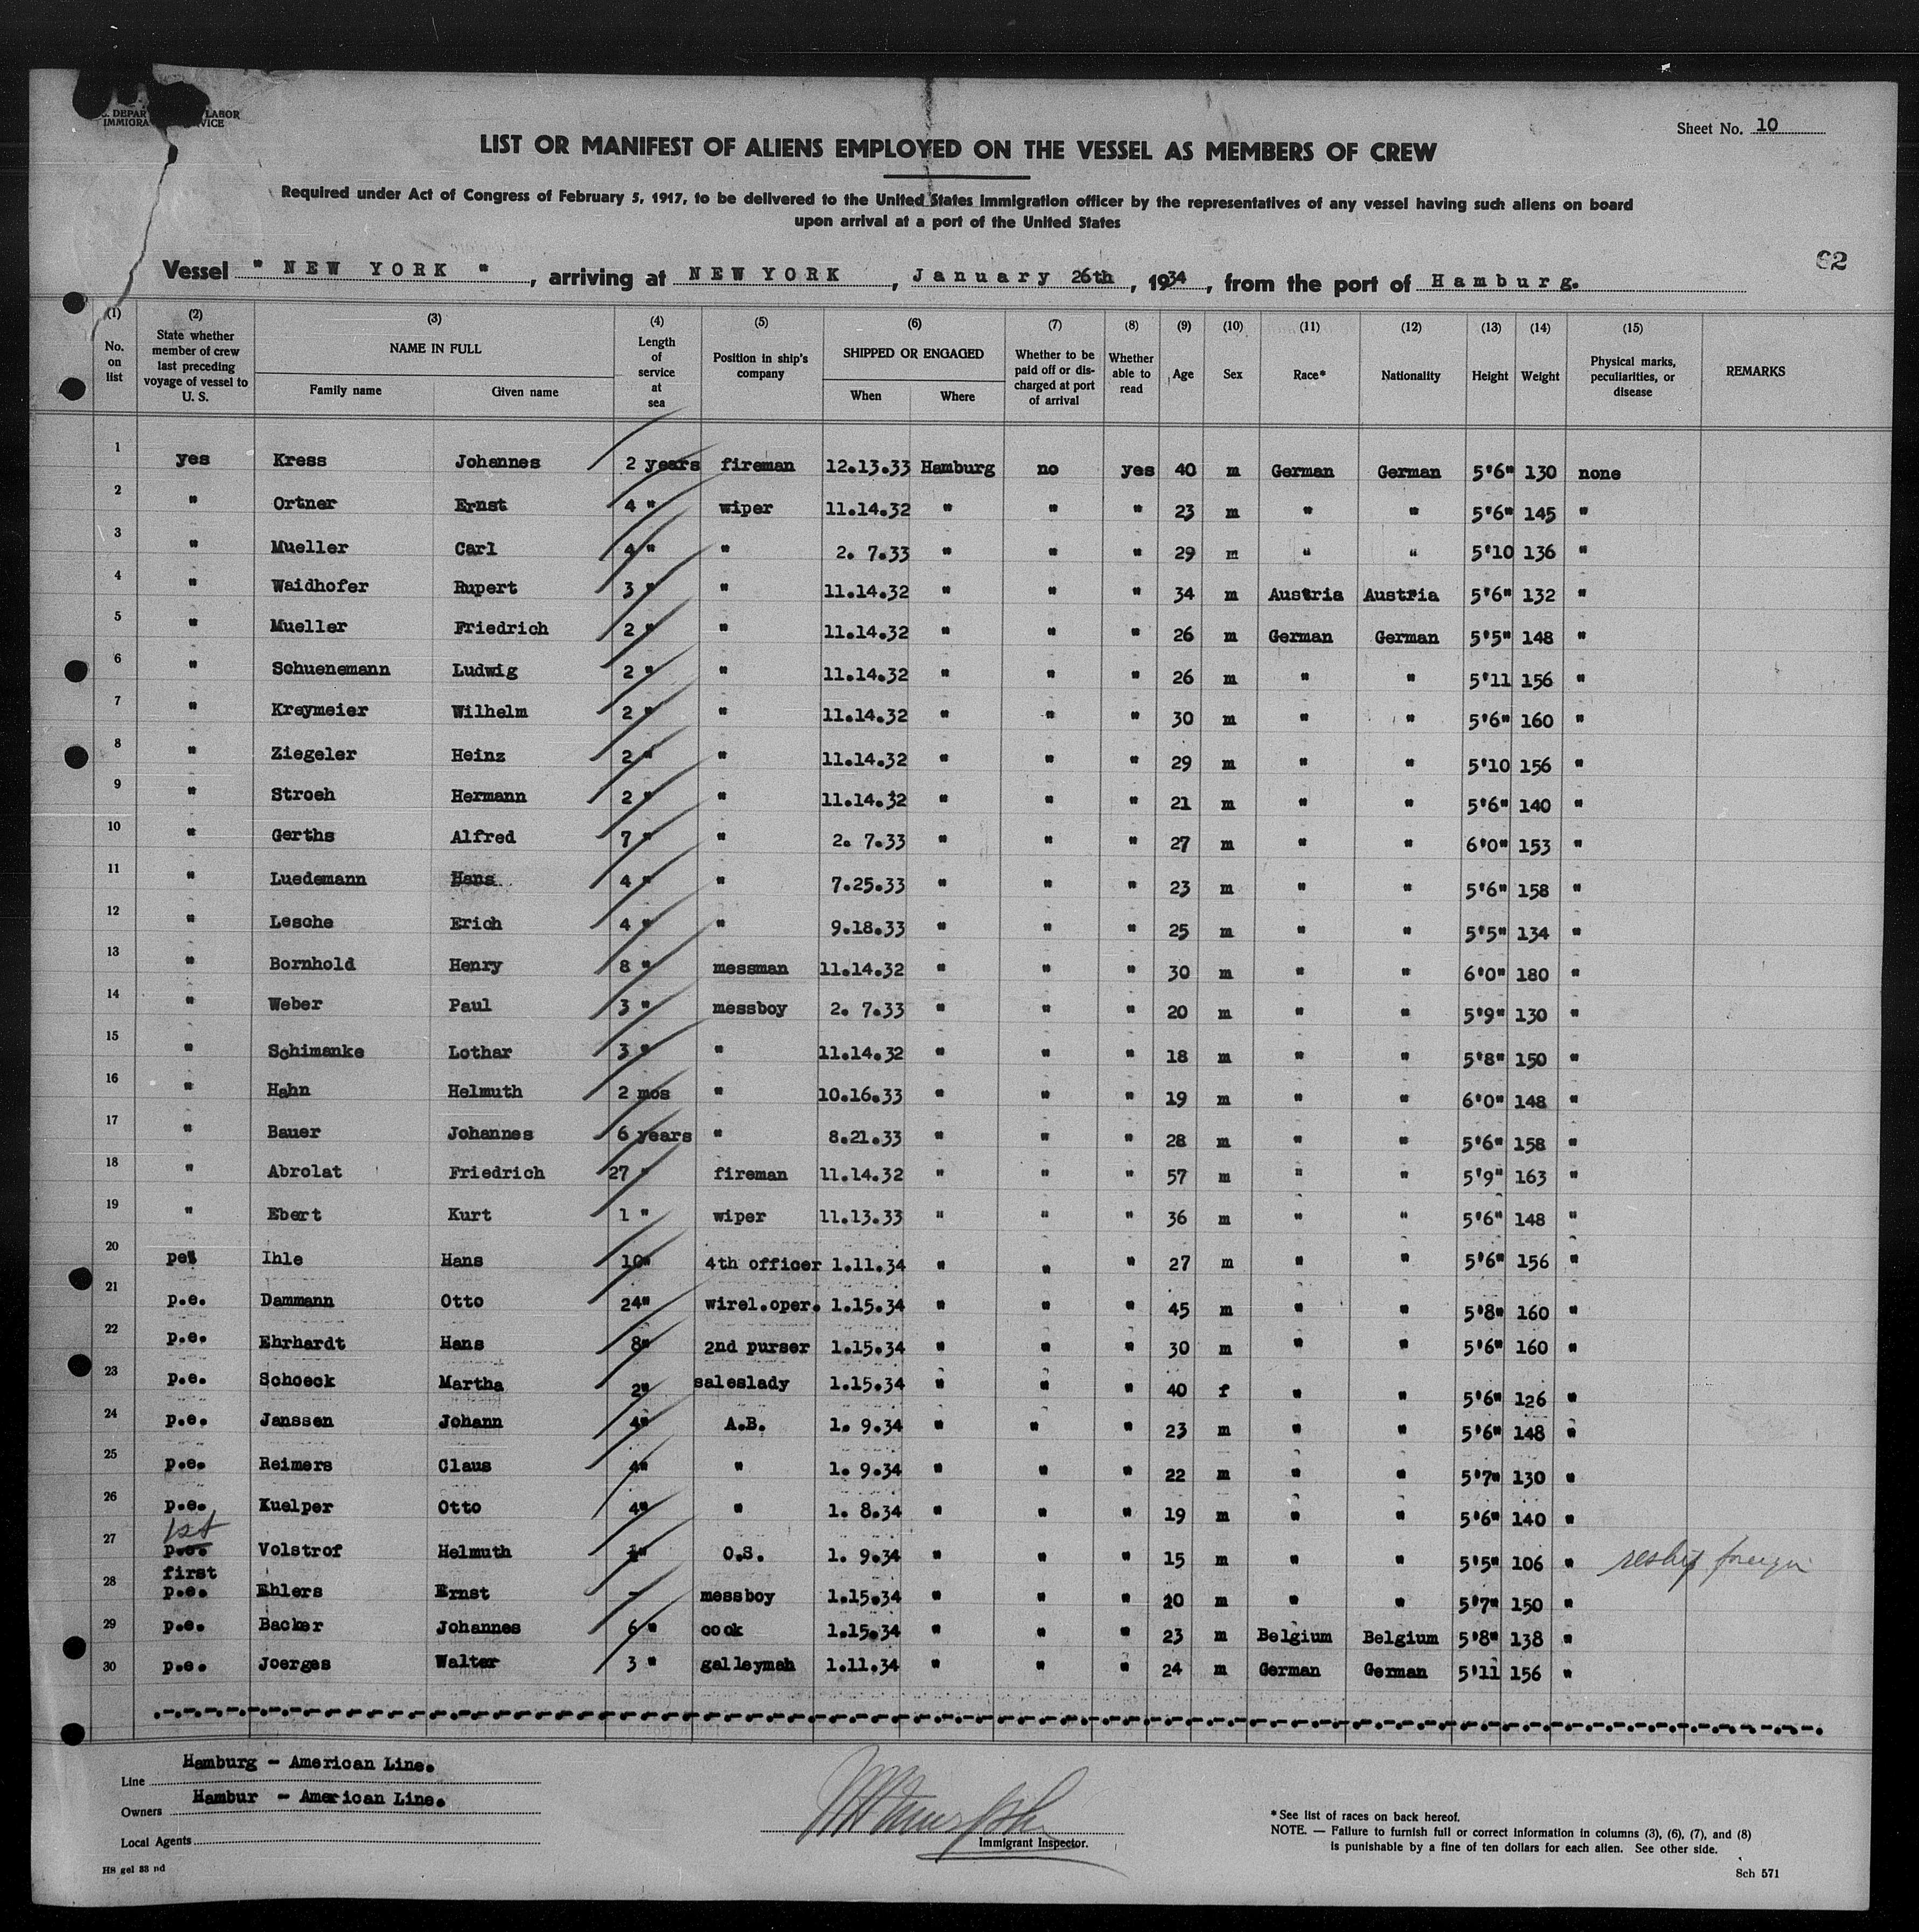 DEPAR LABOR
IMMIGRA VICE
Sheet No. 10
LIST OR MANIFEST OF ALIENS EMPLOYED ON THE VESSEL AS MEMBERS OF CREW
Required under Act of Congress of February 5, 1917, to be delivered to the United States Immigration officer by the representatives of any vessel having such aliens on board
upon arrival at a port of the United States
62
Vessel " NEW YORK ", arriving at NEW YORK, January 26th, 1934, from the port of Hamburg.
(1) No. on list (2) State whether member of crew last preceding voyage of vessel to U. S. (3) NAME IN FULL Family name Given name (4) Length of service at sea (5) Position in ship's company (6) SHIPPED OR ENGAGED When Where (7) Whether to be paid off or discharged at port of arrival (8) Whether able to read (9) Age (10) Sex (11) Race* (12) Nationality (13) Height (14) Weight (15) Physical marks, peculiarities, or disease REMARKS
1 yes Kress Johannes 2 years fireman 12.13.33 Hamburg no yes 40 m German German 5'6" 130 none
2 " Ortner Ernst 4 " wiper 11.14.32 " " " 23 m " " 5'6" 145 "
3 " Mueller Carl 4 " " 2. 7.33 " " " 29 m " " 5'10 136 "
4 " Waidhofer Rupert 3 " " 11.14.32 " " " 34 m Austria Austria 5'6" 132 "
5 " Mueller Friedrich 2 " " 11.14.32 " " " 26 m German German 5'5" 148 "
6 " Schuenemann Ludwig 2 " " 11.14.32 " " " 26 m " " 5'11 156 "
7 " Kreymeier Wilhelm 2 " " 11.14.32 " " " 30 m " " 5'6" 160 "
8 " Ziegeler Heinz 2 " " 11.14.32 " " " 29 m " " 5'10 156 "
9 " Stroeh Hermann 2 " " 11.14.32 " " " 21 m " " 5'6" 140 "
10 " Gerths Alfred 7 " " 2. 7.33 " " " 27 m " " 6'0" 153 "
11 " Luedemann Hans 4 " " 7.25.33 " " " 23 m " " 5'6" 158 "
12 " Lesche Erich 4 " " 9.18.33 " " " 25 m " " 5'5" 134 "
13 " Bornhold Henry 8 " messman 11.14.32 " " " 30 m " " 6'0" 180 "
14 " Weber Paul 3 " messboy 2. 7.33 " " " 20 m " " 5'9" 130 "
15 " Schimanke Lothar 3 " " 11.14.32 " " " 18 m " " 5'8" 150 "
16 " Hahn Helmuth 2 mos " 10.16.33 " " " 19 m " " 6'0" 148 "
17 " Bauer Johannes 6 years " 8.21.33 " " " 28 m " " 5'6" 158 "
18 " Abrolat Friedrich 27 " fireman 11.14.32 " " " 57 m " " 5'9" 163 "
19 " Ebert Kurt 1 " wiper 11.13.33 " " " 36 m " " 5'6" 148 "
20 Ihle Hans 10" 4th officer 1.11.34 " " " 27 m " " 5'6" 156 "
21 p.e. Dammann Otto 24" wirel.oper. 1.15.34 " " " 45 m " " 5'8" 160 "
22 p.e. Ehrhardt Hans 8" 2nd purser 1.15.34 " " " 30 m " " 5'6" 160 "
23 p.e. Schoeck Martha 2" saleslady 1.15.34 " " " 40 f " " 5'6" 126 "
24 p.e. Janssen Johann 4" A.B. 1. 9.34 " " " 23 m " " 5'6" 148 "
25 p.e. Reimers Claus 4" " 1. 9.34 " " " 22 m " " 5'7" 130 "
26 p.e. Kuelper Otto 4" " 1. 8.34 " " " 19 m " " 5'6" 140 "
1st
27 p.e. Volstrof Helmuth 1" O.S. 1. 9.34 " " " 15 m " " 5'5" 106 " reship foreign
first
28 p.e. Ehlers Ernst - messboy 1.15.34 " " " 20 m " " 5'7" 150 "
29 p.e. Backer Johannes 6 " cook 1.15.34 " " " 23 m Belgium Belgium 5'8" 138 "
30 p.e. Joerges Walter 3 " galleyman 1.11.34 " " " 24 m German German 5'11 156 "
Line Hamburg - American Line.
Owners Hambur - American Line.
Local Agents
Immigrant Inspector.
* See list of races on back hereof.
NOTE. — Failure to furnish full or correct information in columns (3), (6), (7), and (8)
is punishable by a fine of ten dollars for each alien. See other side.
HS gel 33 nd
Sch 571